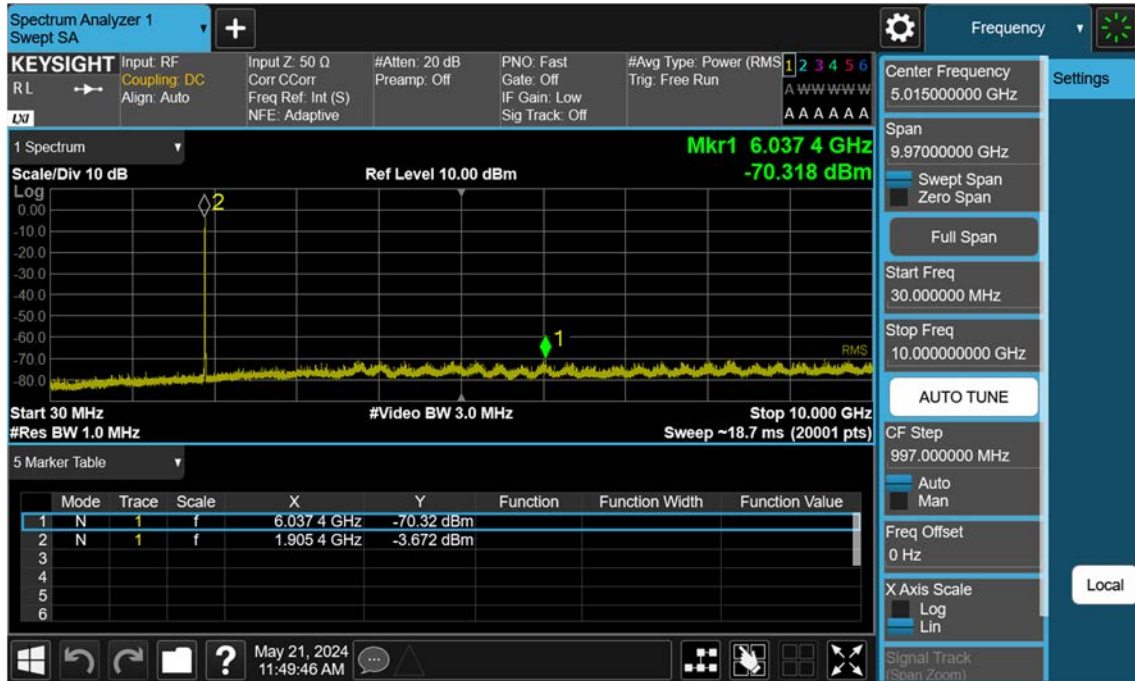 Spectrum Analyzer 1
Swept SA
Frequency
KEYSIGHT
RL
LXI
Input: RF
Coupling: DC
Align: Auto
Input Z: 50 Ω
Corr CCorr
Freq Ref: Int (S)
NFE: Adaptive
#Atten: 20 dB
Preamp: Off
PNO: Fast
Gate: Off
IF Gain: Low
Sig Track: Off
#Avg Type: Power (RMS
Trig: Free Run
1 2 3 4 5 6
A W W W W W
A A A A A A
1 Spectrum
Mkr1 6.037 4 GHz
-70.318 dBm
Scale/Div 10 dB
Ref Level 10.00 dBm
Log
0.00
-10.0
-20.0
-30.0
-40.0
-50.0
-60.0
-70.0
-80.0
2
1
RMS
Start 30 MHz
#Video BW 3.0 MHz
Stop 10.000 GHz
#Res BW 1.0 MHz
Sweep ~18.7 ms (20001 pts)
5 Marker Table
Mode Trace Scale X Y Function Function Width Function Value
1 N 1 f 6.037 4 GHz -70.32 dBm
2 N 1 f 1.905 4 GHz -3.672 dBm
3
4
5
6
May 21, 2024
11:49:46 AM
?
Center Frequency
5.015000000 GHz
Span
9.97000000 GHz
Swept Span
Zero Span
Full Span
Start Freq
30.000000 MHz
Stop Freq
10.000000000 GHz
AUTO TUNE
CF Step
997.000000 MHz
Auto
Man
Freq Offset
0 Hz
X Axis Scale
Log
Lin
Signal Track
(Span Zoom)
Settings
Local